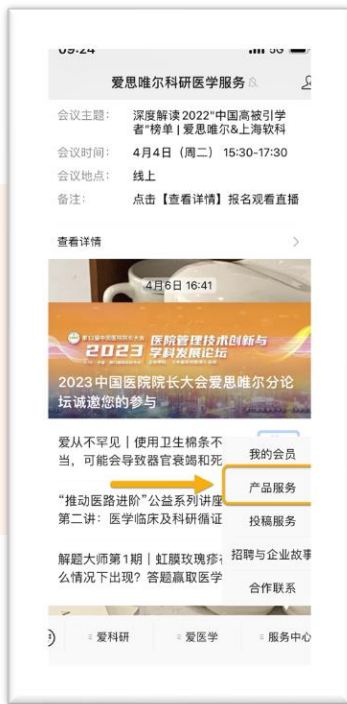 09:24
5G
爱思唯尔科研医学服务
会议主题： 深度解读2022"中国高被引学
者"榜单 | 爱思唯尔&上海软科
会议时间： 4月4日（周二） 15:30-17:30
会议地点： 线上
备注： 点击【查看详情】报名观看直播
查看详情
4月6日 16:41
2023
医院管理技术创新与
学科发展论坛
2023中国医院院长大会爱思唯尔分论
坛诚邀您的参与
爱从不罕见 | 使用卫生棉条不
当，可能会导致器官衰竭和死
"推动医路进阶"公益系列讲座
第二讲：医学临床及科研循证
解题大师第1期 | 虹膜玫瑰疹
么情况下出现？答题赢取医学
我的会员
产品服务
投稿服务
招聘与企业故事
合作联系
爱科研
爱医学
服务中心